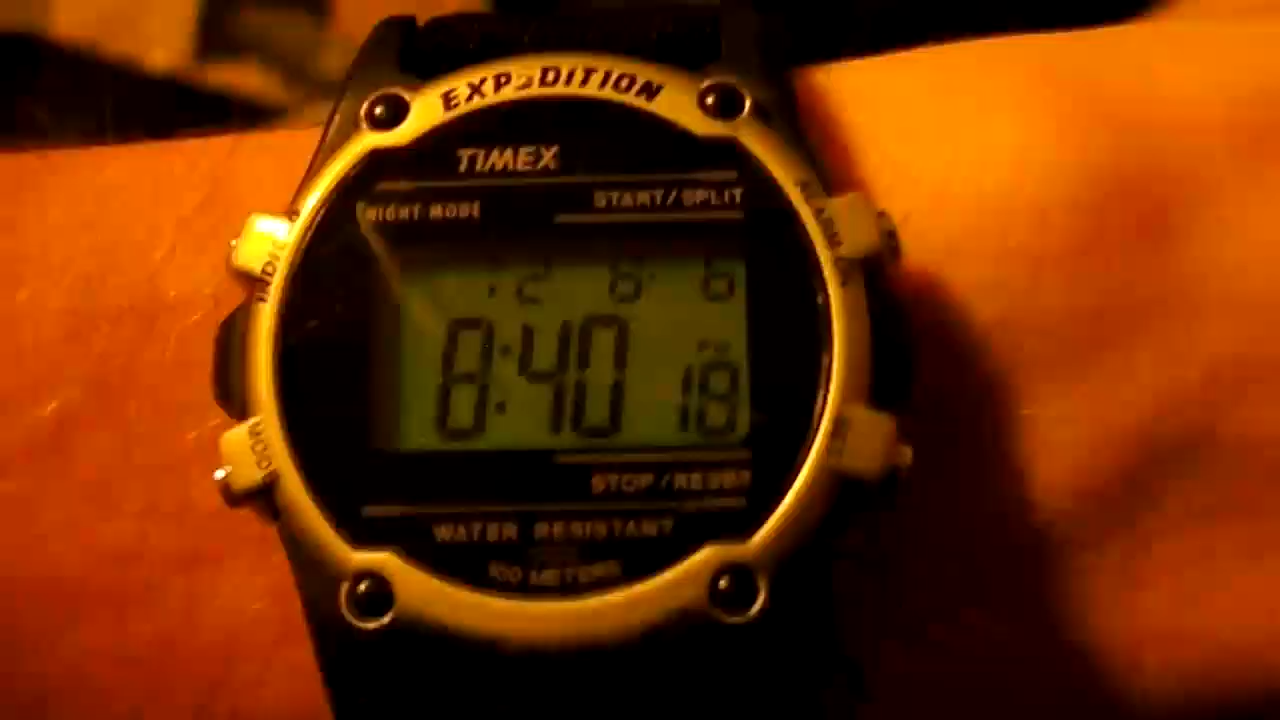 EXPEDITION
TIMEX
START/SPLIT
NIGHT MODE
8:40 18
STOP/RESET
WATER RESISTANT
100 METERS